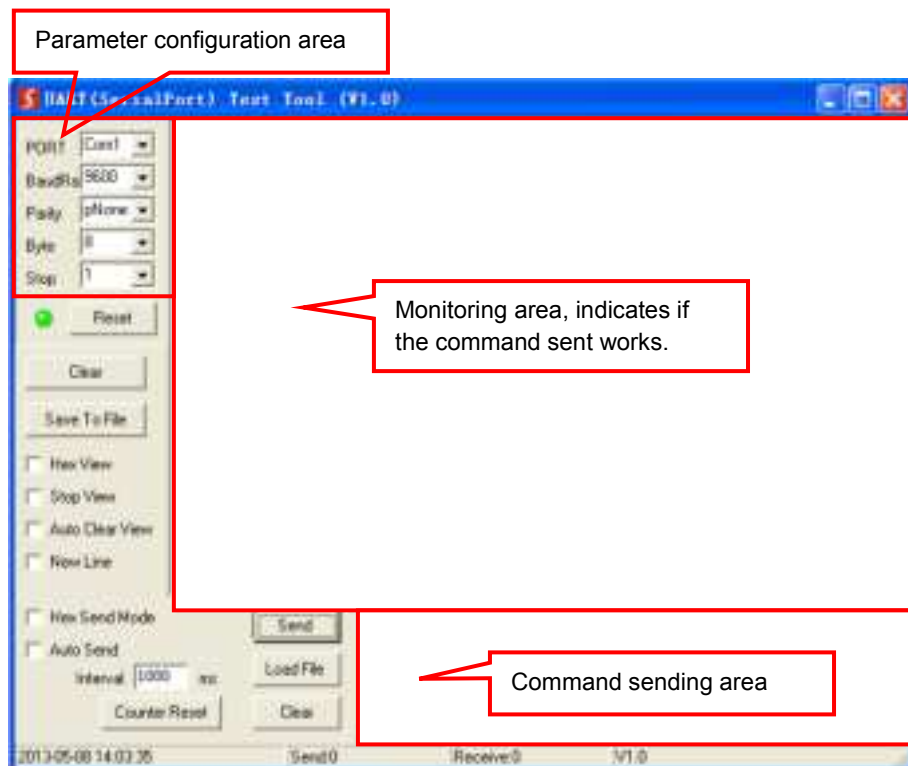 Parameter configuration area
UART(SerialPort) Test Tool (V1.0)
PORT Com1
BaudRa 9600
Parity pNone
Byte 8
Stop 1
Reset
Clear
Save To File
Hex View
Stop View
Auto Clear View
New Line
Monitoring area, indicates if
the command sent works.
Hex Send Mode
Send
Auto Send
Interval 1000 ms
Load File
Counter Reset
Clear
Command sending area
2013-05-08 14:03:35 Send:0 Receive:0 V1.0